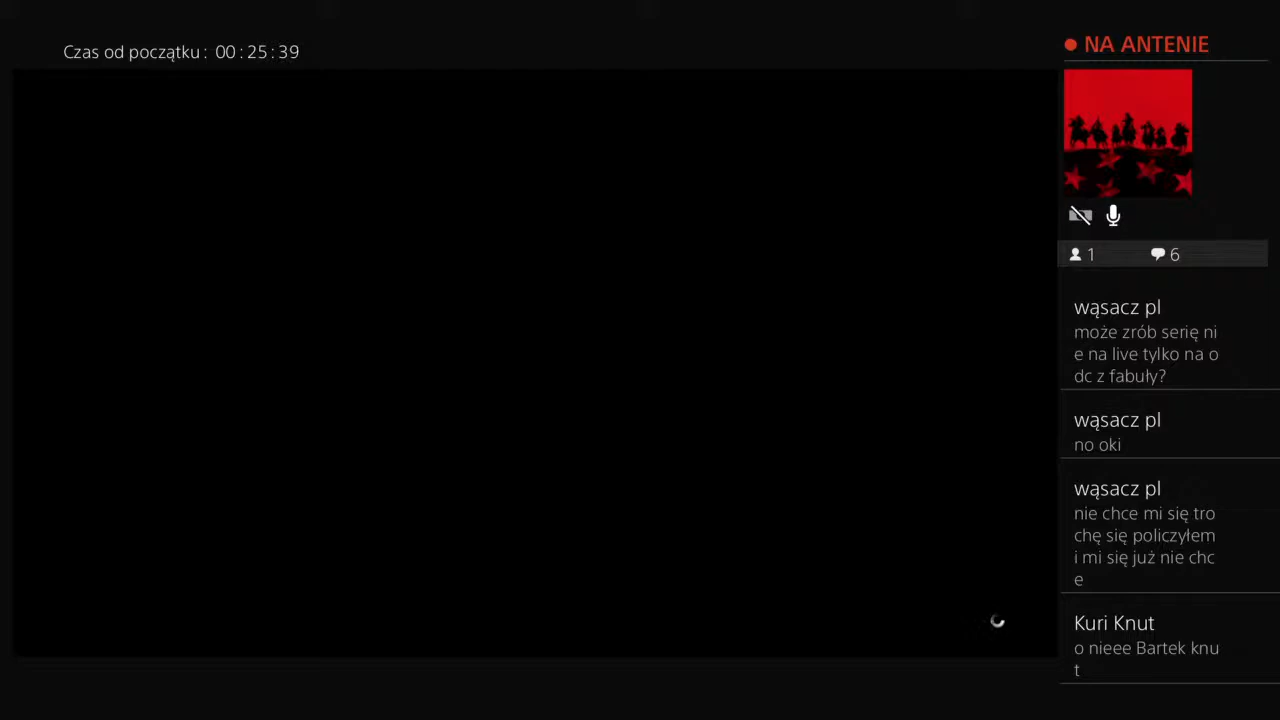 Czas od początku: 00:25:39
NA ANTENIE
1
6
wąsacz pl
może zrób serię ni
e na live tylko na o
dc z fabuły?
wąsacz pl
no oki
wąsacz pl
nie chce mi się tro
chę się policzyłem
i mi się już nie chc
e
Kuri Knut
o nieee Bartek knu
t